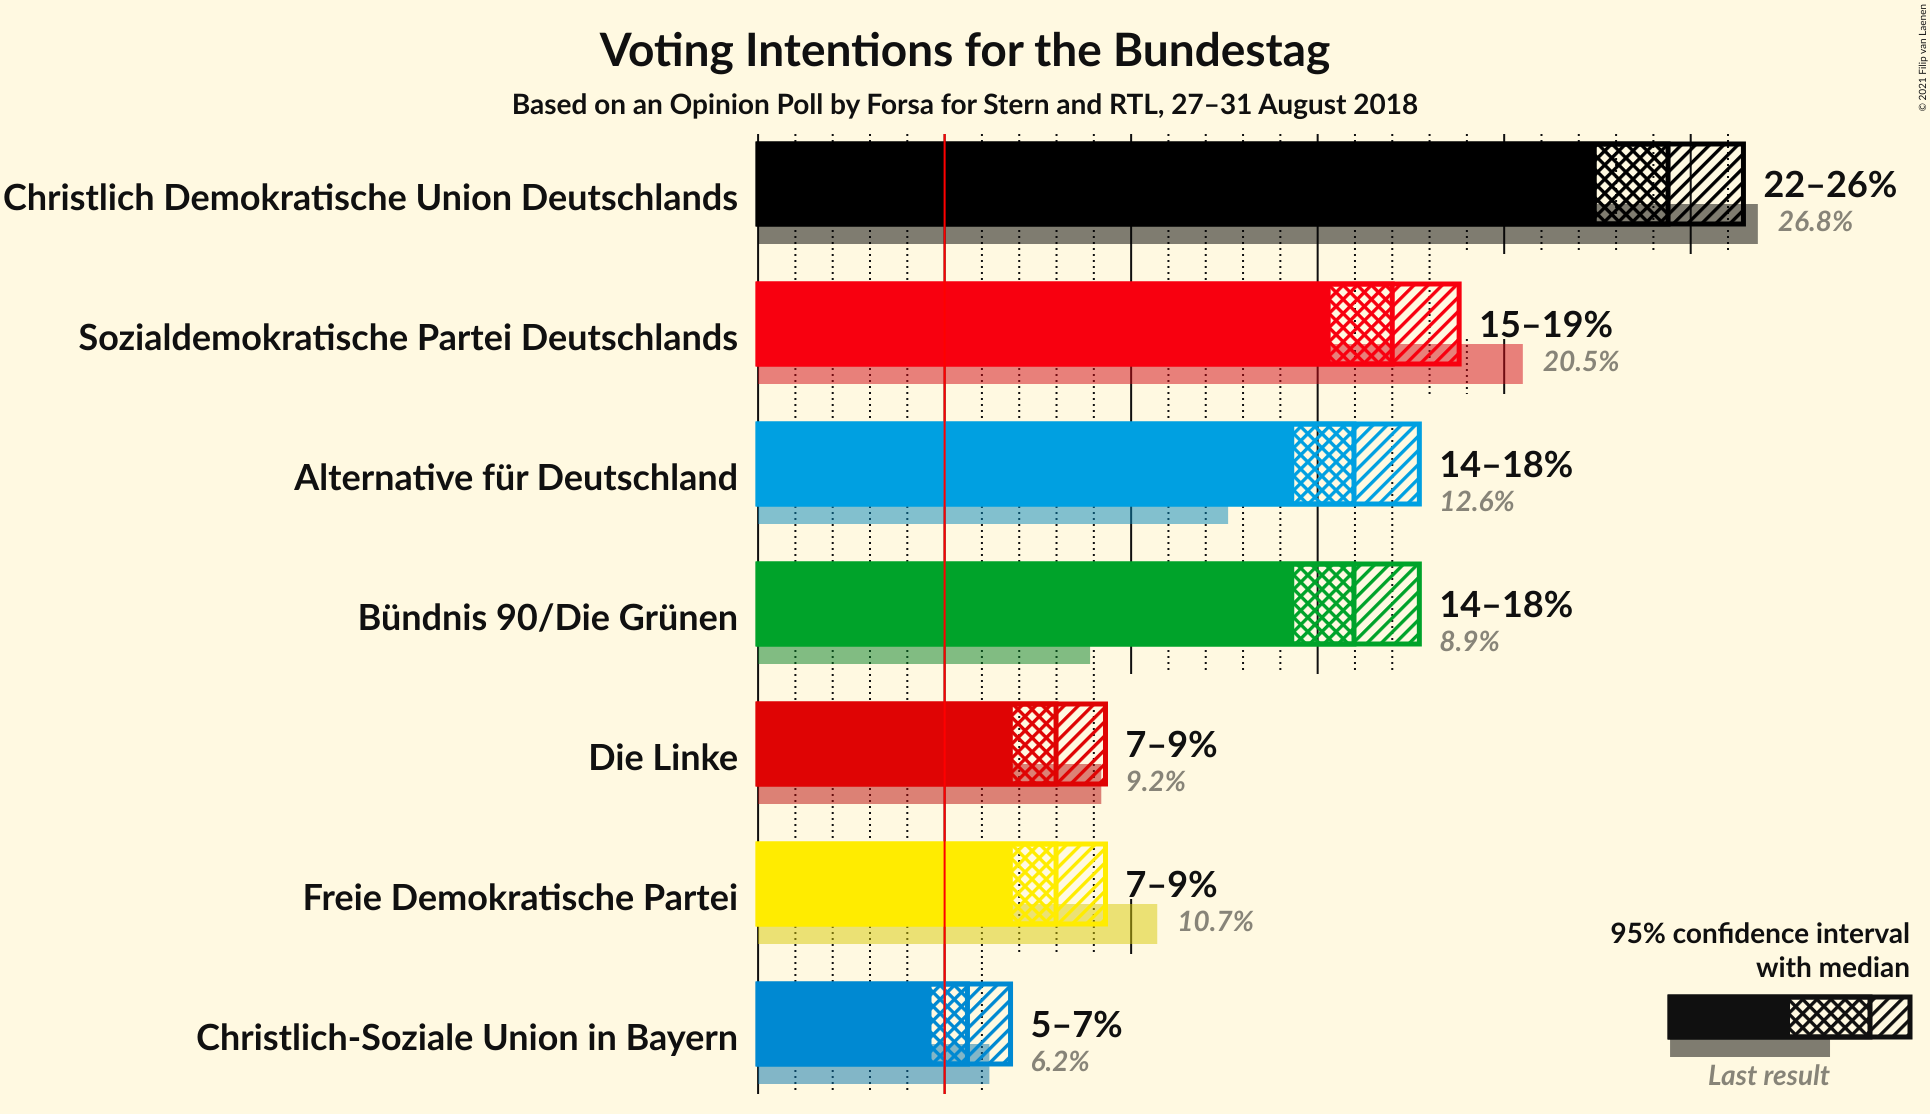 Voting Intentions for the Bundestag
Based on an Opinion Poll by Forsa for Stern and RTL, 27–31 August 2018
© 2021 Filip van Laenen
Christlich Demokratische Union Deutschlands
22–26%
26.8%
Sozialdemokratische Partei Deutschlands
15–19%
20.5%
Alternative für Deutschland
14–18%
12.6%
Bündnis 90/Die Grünen
14–18%
8.9%
Die Linke
7–9%
9.2%
Freie Demokratische Partei
7–9%
10.7%
Christlich-Soziale Union in Bayern
5–7%
6.2%
95% confidence interval
with median
Last result